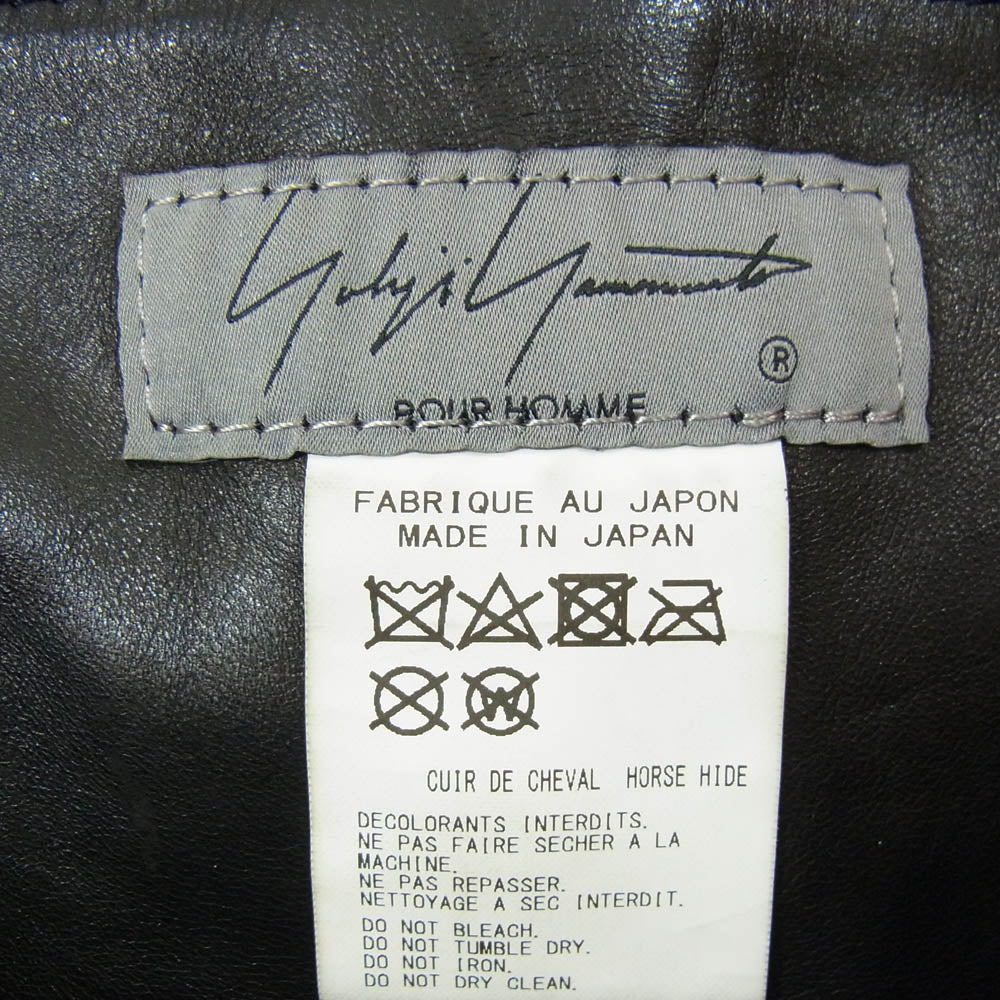 Yohji Yamamoto
®
POUR HOMME
FABRIQUE AU JAPON
MADE IN JAPAN
W
CUIR DE CHEVAL HORSE HIDE
DECOLORANTS INTERDITS.
NE PAS FAIRE SECHER A LA
MACHINE.
NE PAS REPASSER.
NETTOYAGE A SEC INTERDIT.
DO NOT BLEACH.
DO NOT TUMBLE DRY.
DO NOT IRON.
DO NOT DRY CLEAN.